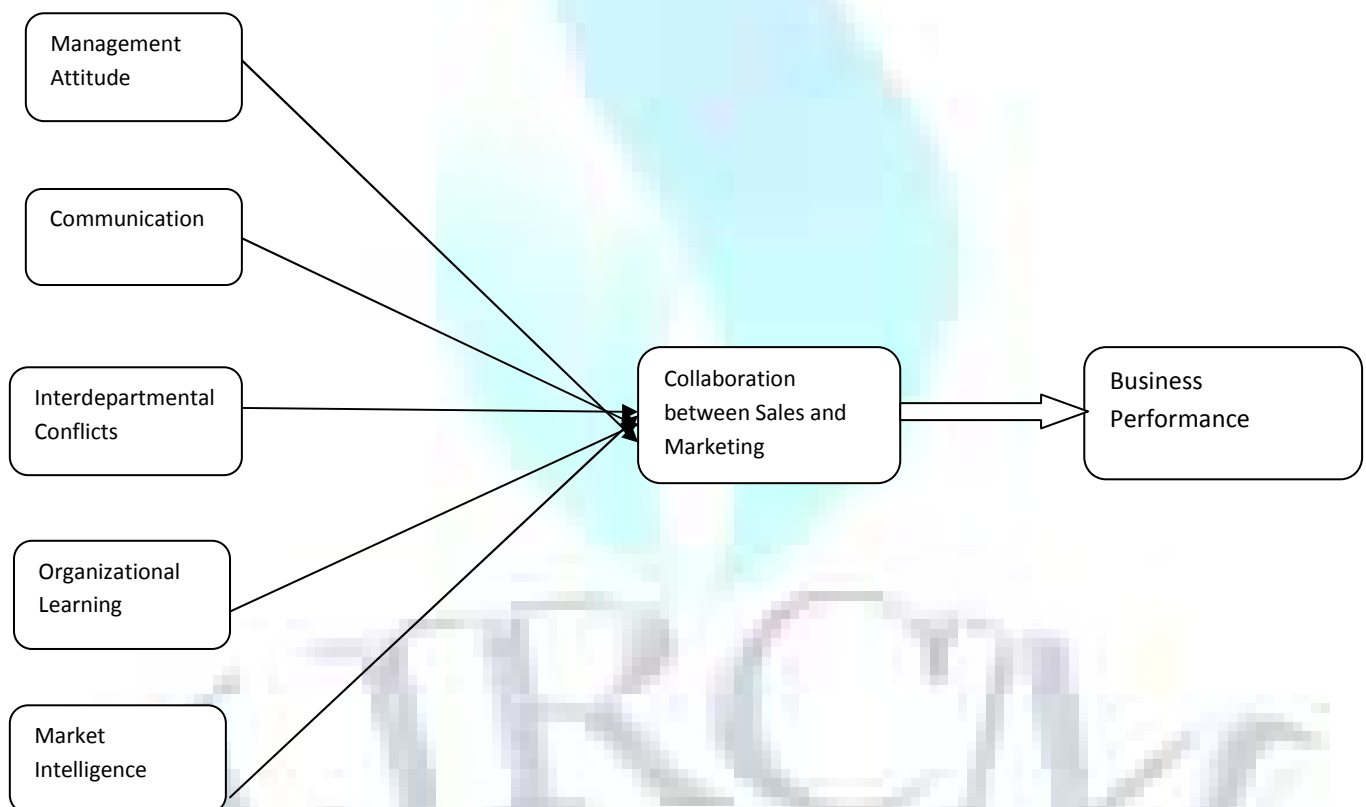 Management
Attitude
Communication
Interdepartmental
Conflicts
Organizational
Learning
Market
Intelligence
Collaboration
between Sales and
Marketing
Business
Performance